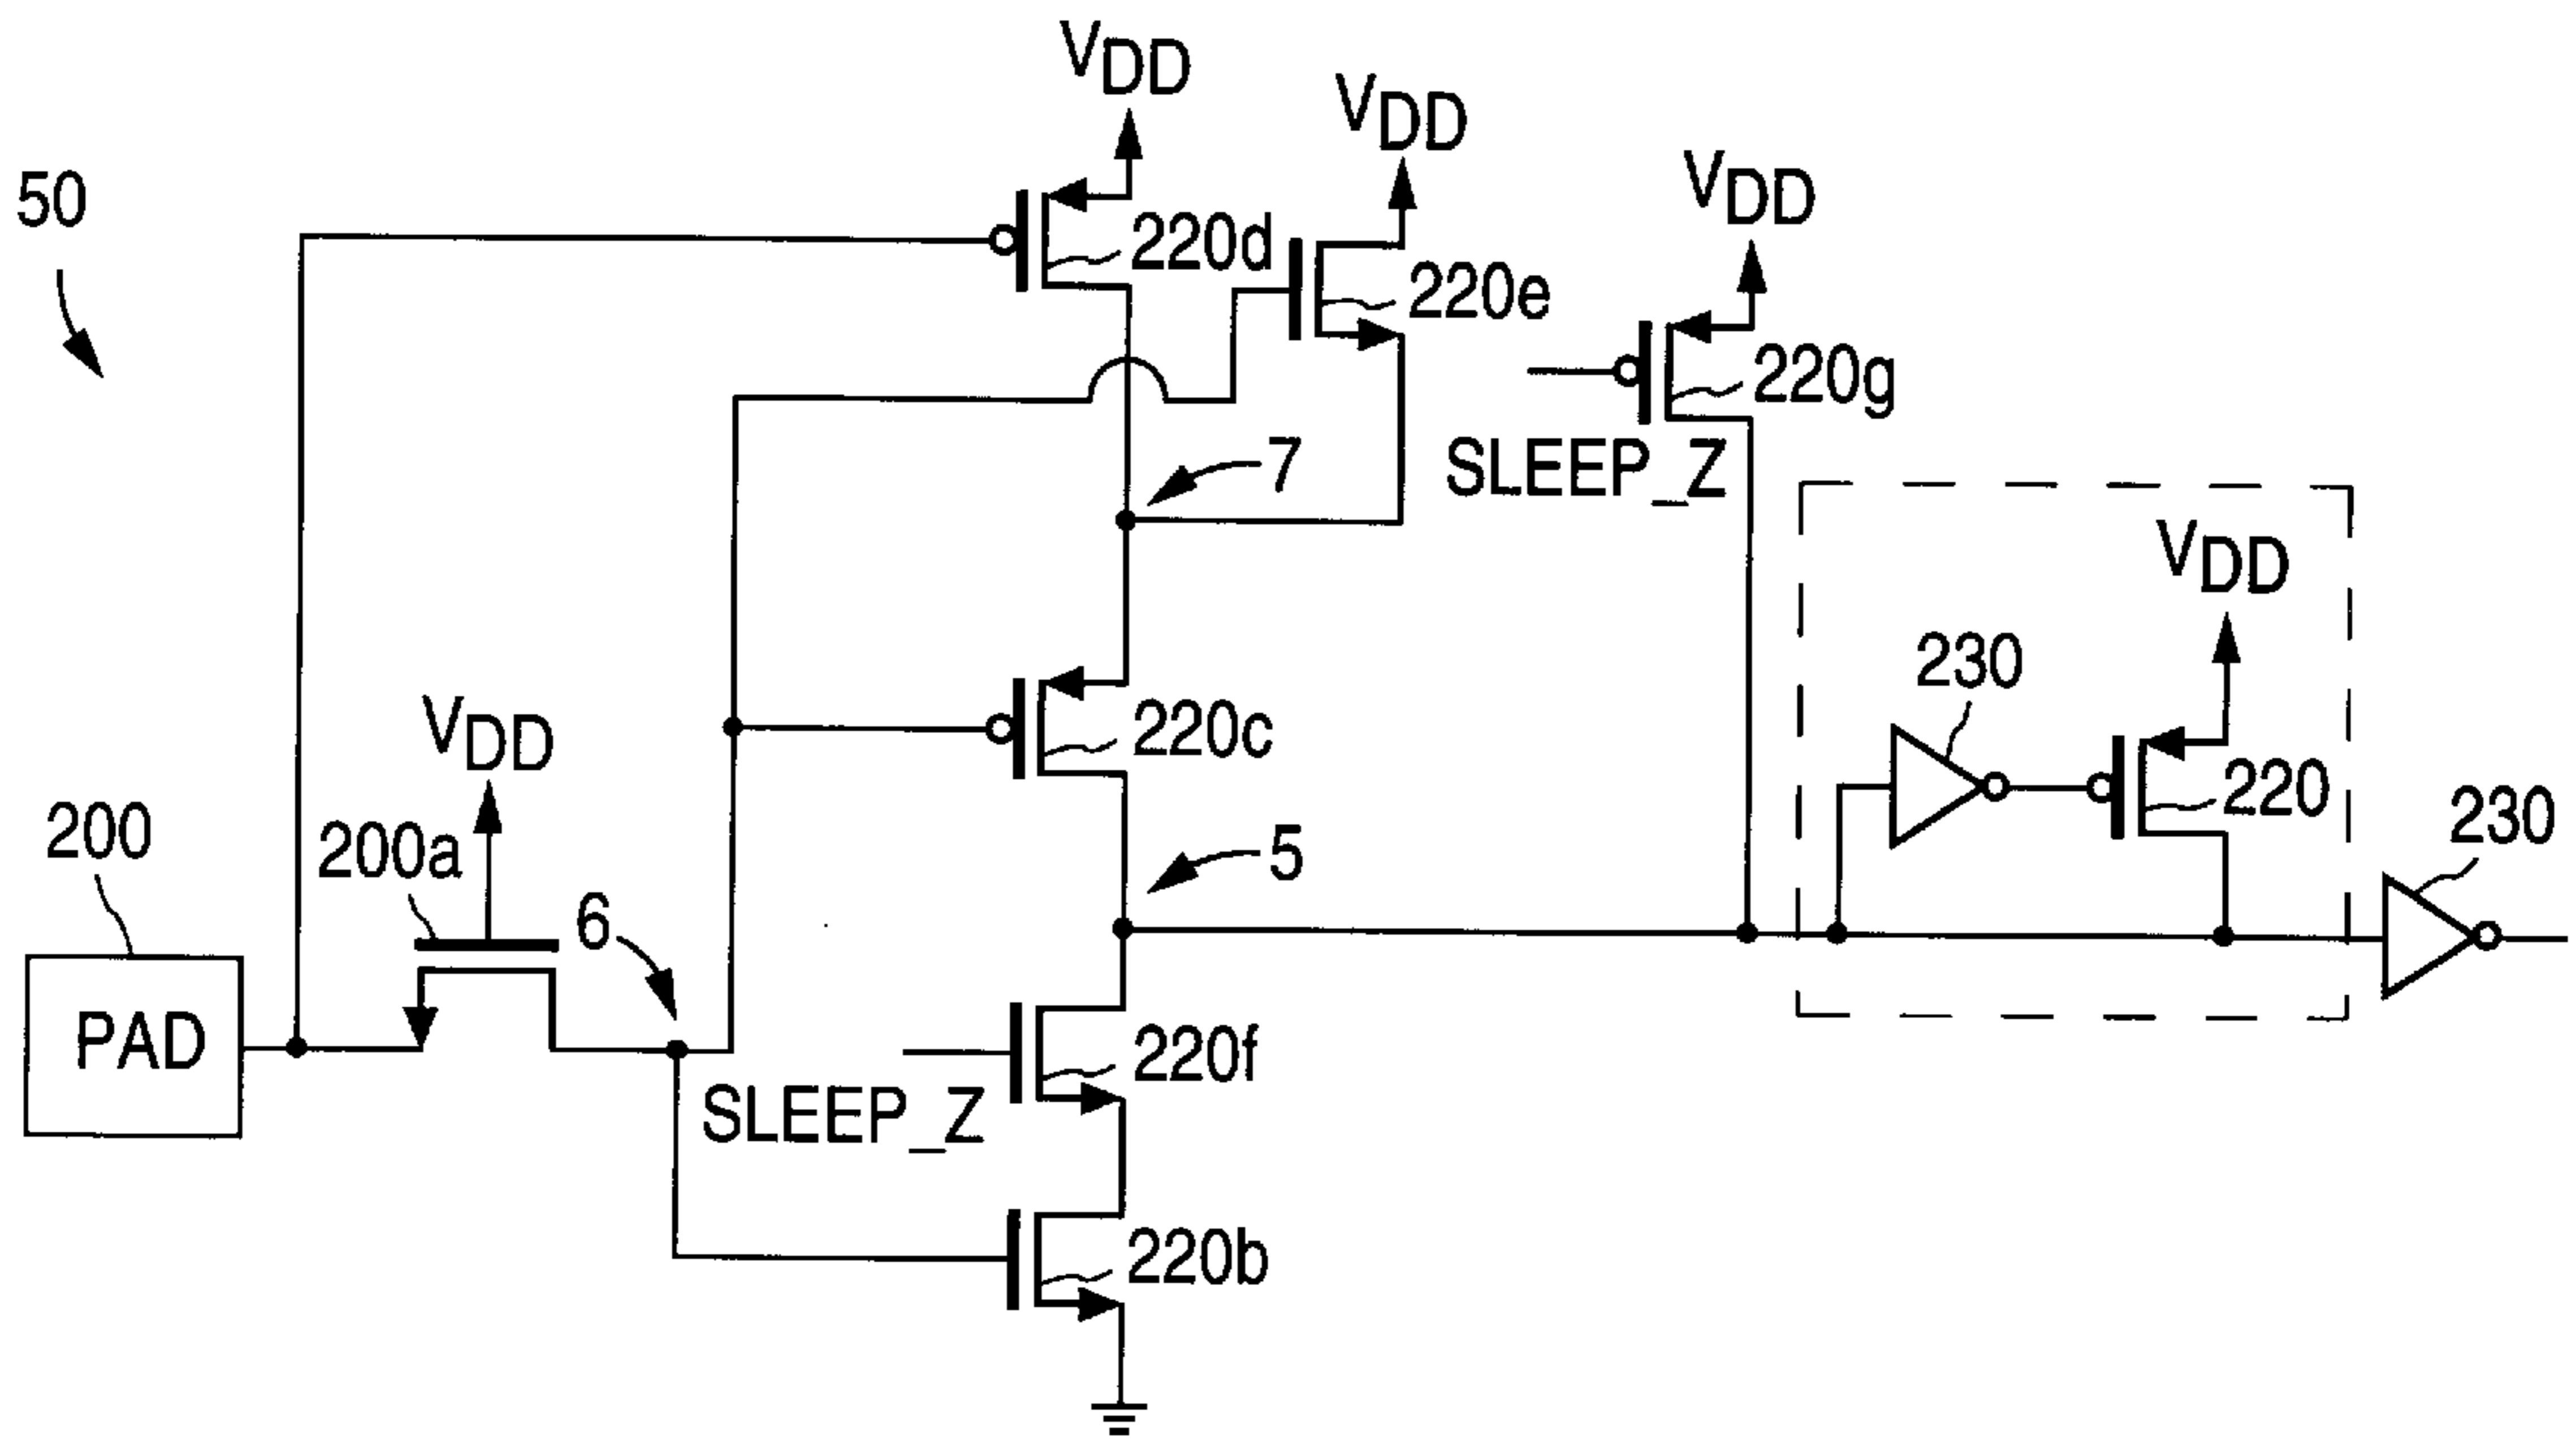 VDD
VDD
VDD
50
220d
220e
220g
7
SLEEP_Z
VDD
230
VDD
220c
220
230
200
200a
5
6
PAD
220f
SLEEP_Z
220b